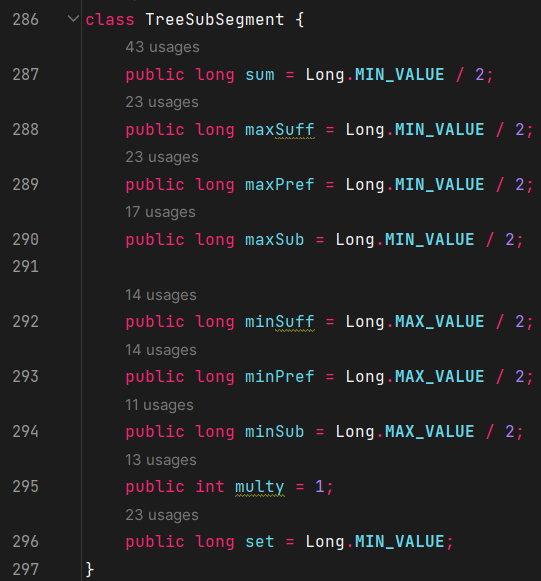 286 class TreeSubSegment {
43 usages
287 public long sum = Long.MIN_VALUE / 2;
23 usages
288 public long maxSuff = Long.MIN_VALUE / 2;
23 usages
289 public long maxPref = Long.MIN_VALUE / 2;
17 usages
290 public long maxSub = Long.MIN_VALUE / 2;
291
14 usages
292 public long minSuff = Long.MAX_VALUE / 2;
14 usages
293 public long minPref = Long.MAX_VALUE / 2;
11 usages
294 public long minSub = Long.MAX_VALUE / 2;
13 usages
295 public int multy = 1;
23 usages
296 public long set = Long.MIN_VALUE;
297 }